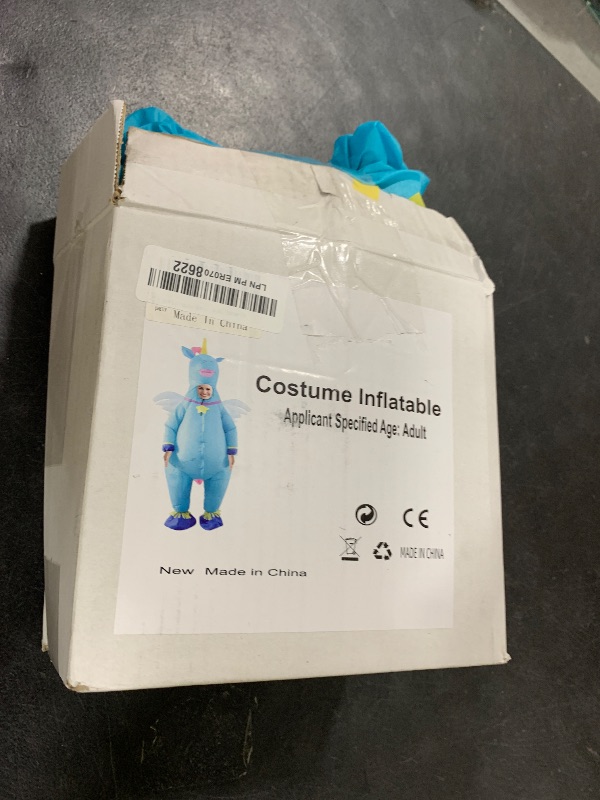 LPN PM ER0708622
Made In China
Costume Inflatable
Applicant Specified Age: Adult
CE
MADE IN CHINA
New Made in China